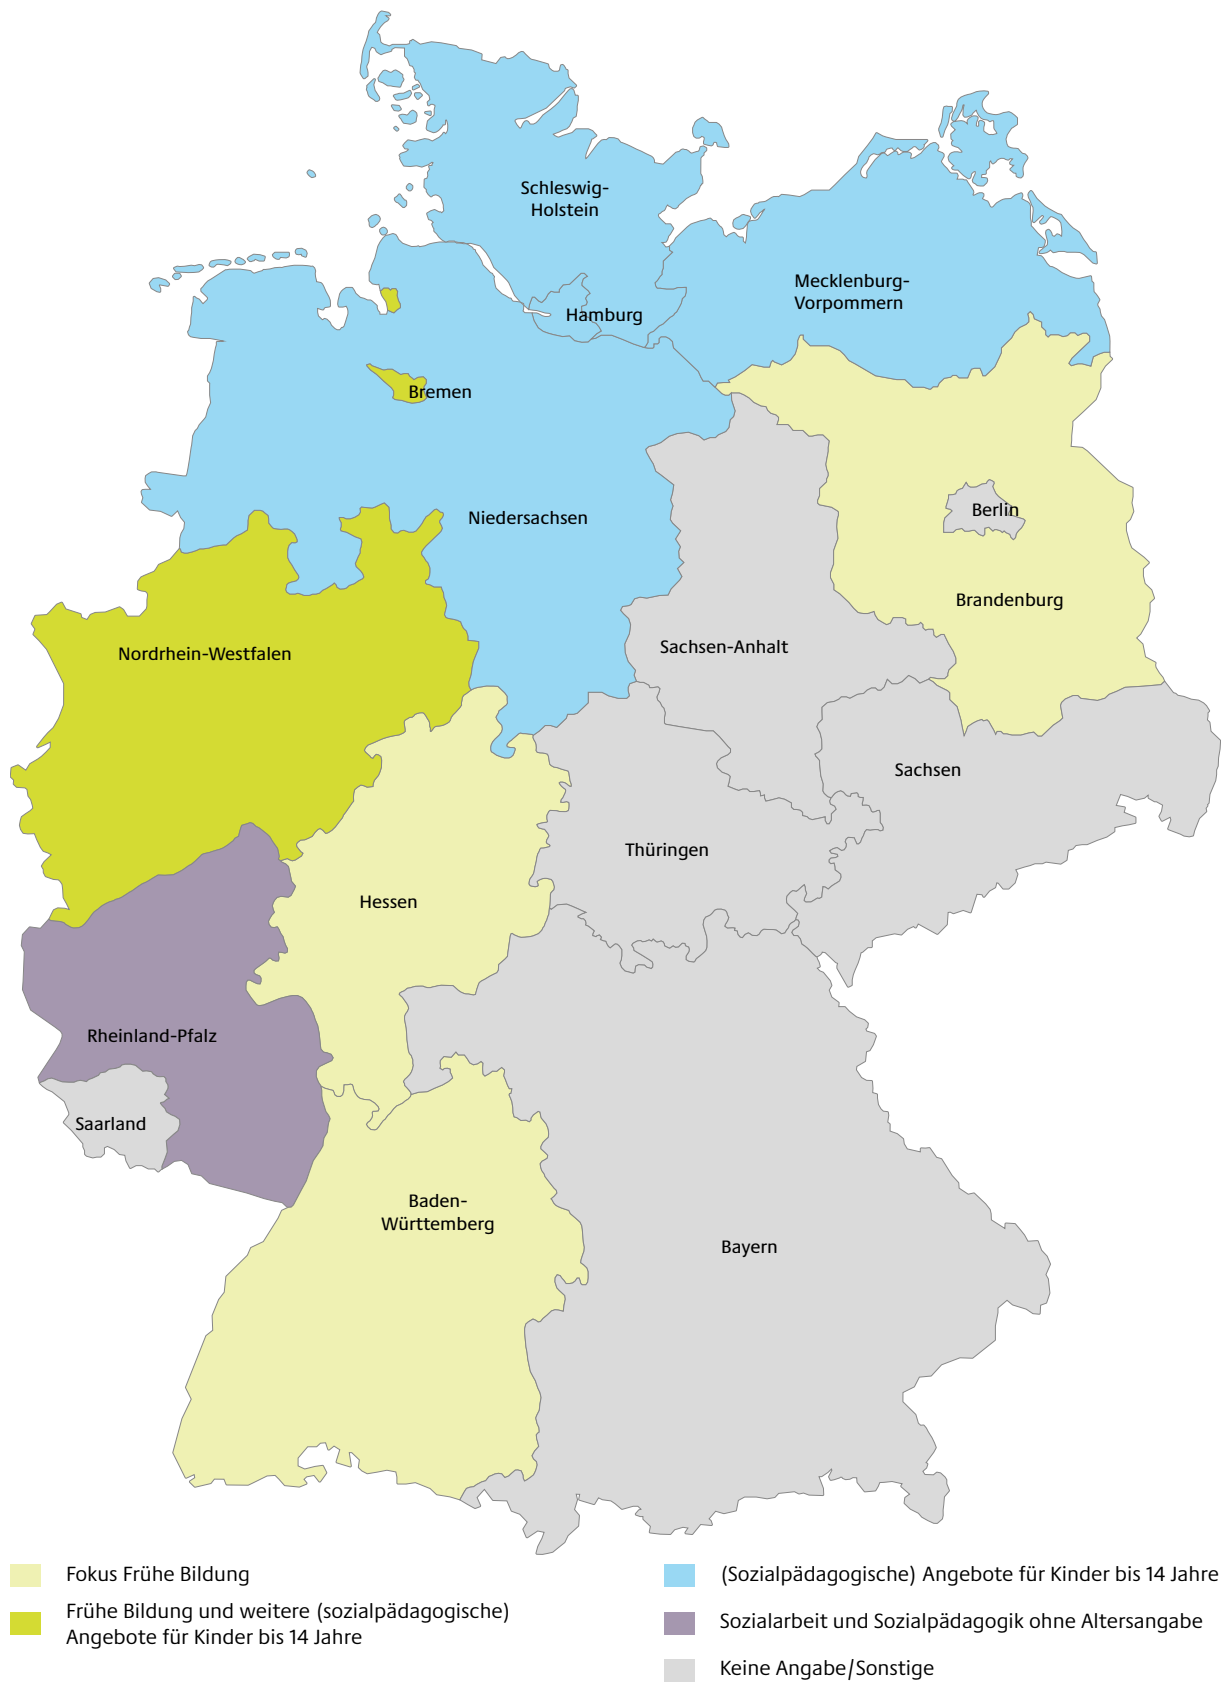 Schleswig-
Holstein
Mecklenburg-
Vorpommern
Hamburg
Bremen
Niedersachsen
Berlin
Brandenburg
Sachsen-Anhalt
Nordrhein-Westfalen
Sachsen
Thüringen
Hessen
Rheinland-Pfalz
Saarland
Baden-
Württemberg
Bayern
Fokus Frühe Bildung
Frühe Bildung und weitere (sozialpädagogische)
Angebote für Kinder bis 14 Jahre
(Sozialpädagogische) Angebote für Kinder bis 14 Jahre
Sozialarbeit und Sozialpädagogik ohne Altersangabe
Keine Angabe/Sonstige